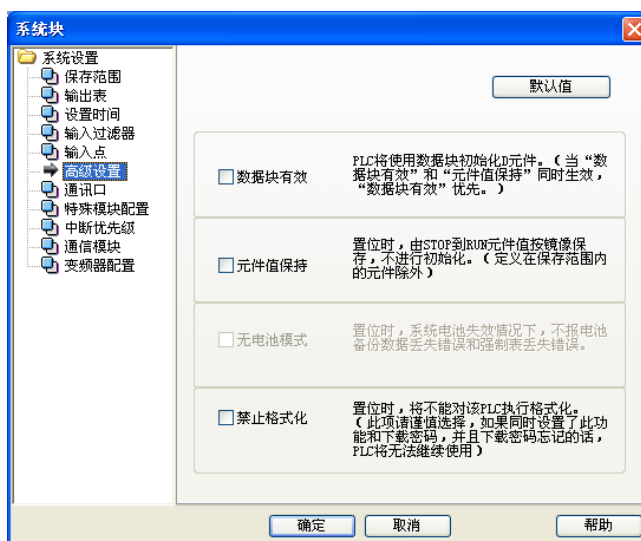 系统块
系统设置
保存范围
输出表
设置时间
输入过滤器
输入点
高级设置
通讯口
特殊模块配置
中断优先级
通信模块
变频器配置
默认值
数据块有效
PLC将使用数据块初始化D元件。(当“数
据块有效”和“元件值保持”同时生效,
“数据块有效”优先。)
元件值保持
置位时,由STOP到RUN元件值按镜像保
存,不进行初始化。(定义在保存范围内
的元件除外)
无电池模式
置位时,系统电池失效情况下,不报电池
备份数据丢失错误和强制表丢失错误。
禁止格式化
置位时,将不能对该PLC执行格式化。
(此项请谨慎选择,如果同时设置了此功
能和下载密码,并且下载密码忘记的话,
PLC将无法继续使用)
确定
取消
帮助